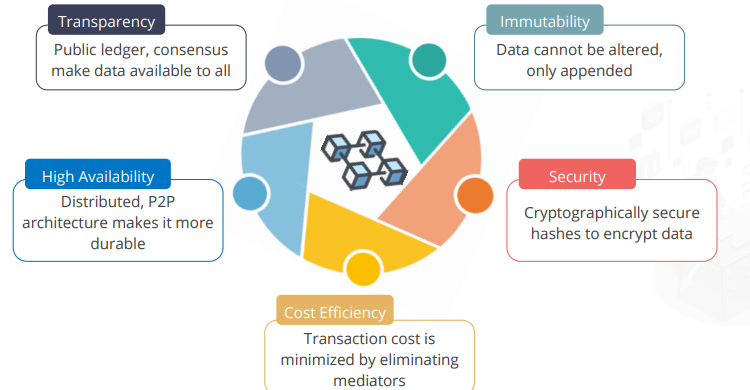 Transparency
Public ledger, consensus
make data available to all
Immutability
Data cannot be altered,
only appended
High Availability
Distributed, P2P
architecture makes it more
durable
Security
Cryptographically secure
hashes to encrypt data
Cost Efficiency
Transaction cost is
minimized by eliminating
mediators